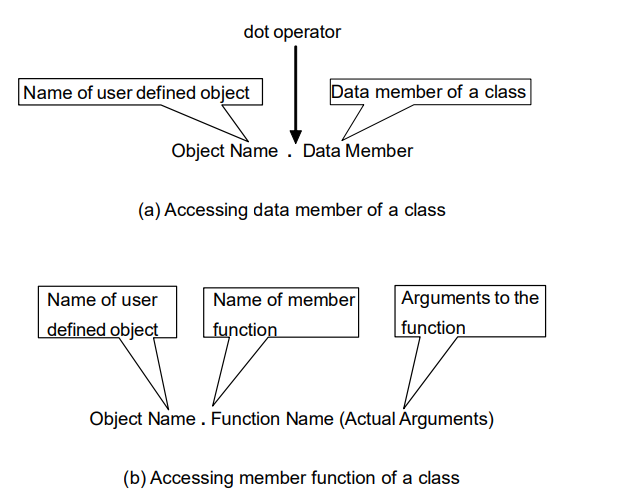 dot operator
Name of user defined object
Data member of a class
Object Name . Data Member
(a) Accessing data member of a class
Name of user
defined object
Name of member
function
Arguments to the
function
Object Name . Function Name (Actual Arguments)
(b) Accessing member function of a class